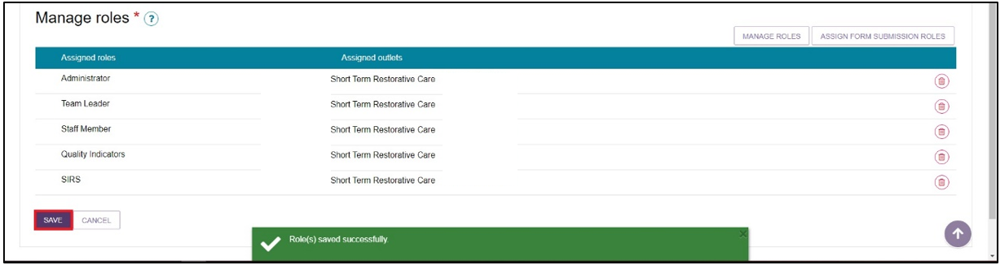 Manage roles * ?
MANAGE ROLES ASSIGN FORM SUBMISSION ROLES
Assigned roles Assigned outlets
Administrator Short Term Restorative Care
Team Leader Short Term Restorative Care
Staff Member Short Term Restorative Care
Quality Indicators Short Term Restorative Care
SIRS Short Term Restorative Care
SAVE CANCEL
Role(s) saved successfully.